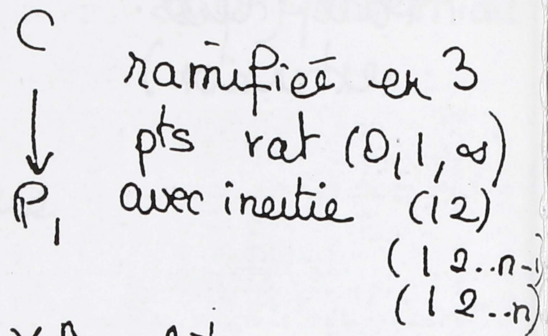 C
ramifiée en 3
↓ pts rat (0,1,∞)
P₁ avec inertie (12)
(12..n-1
(12..n)